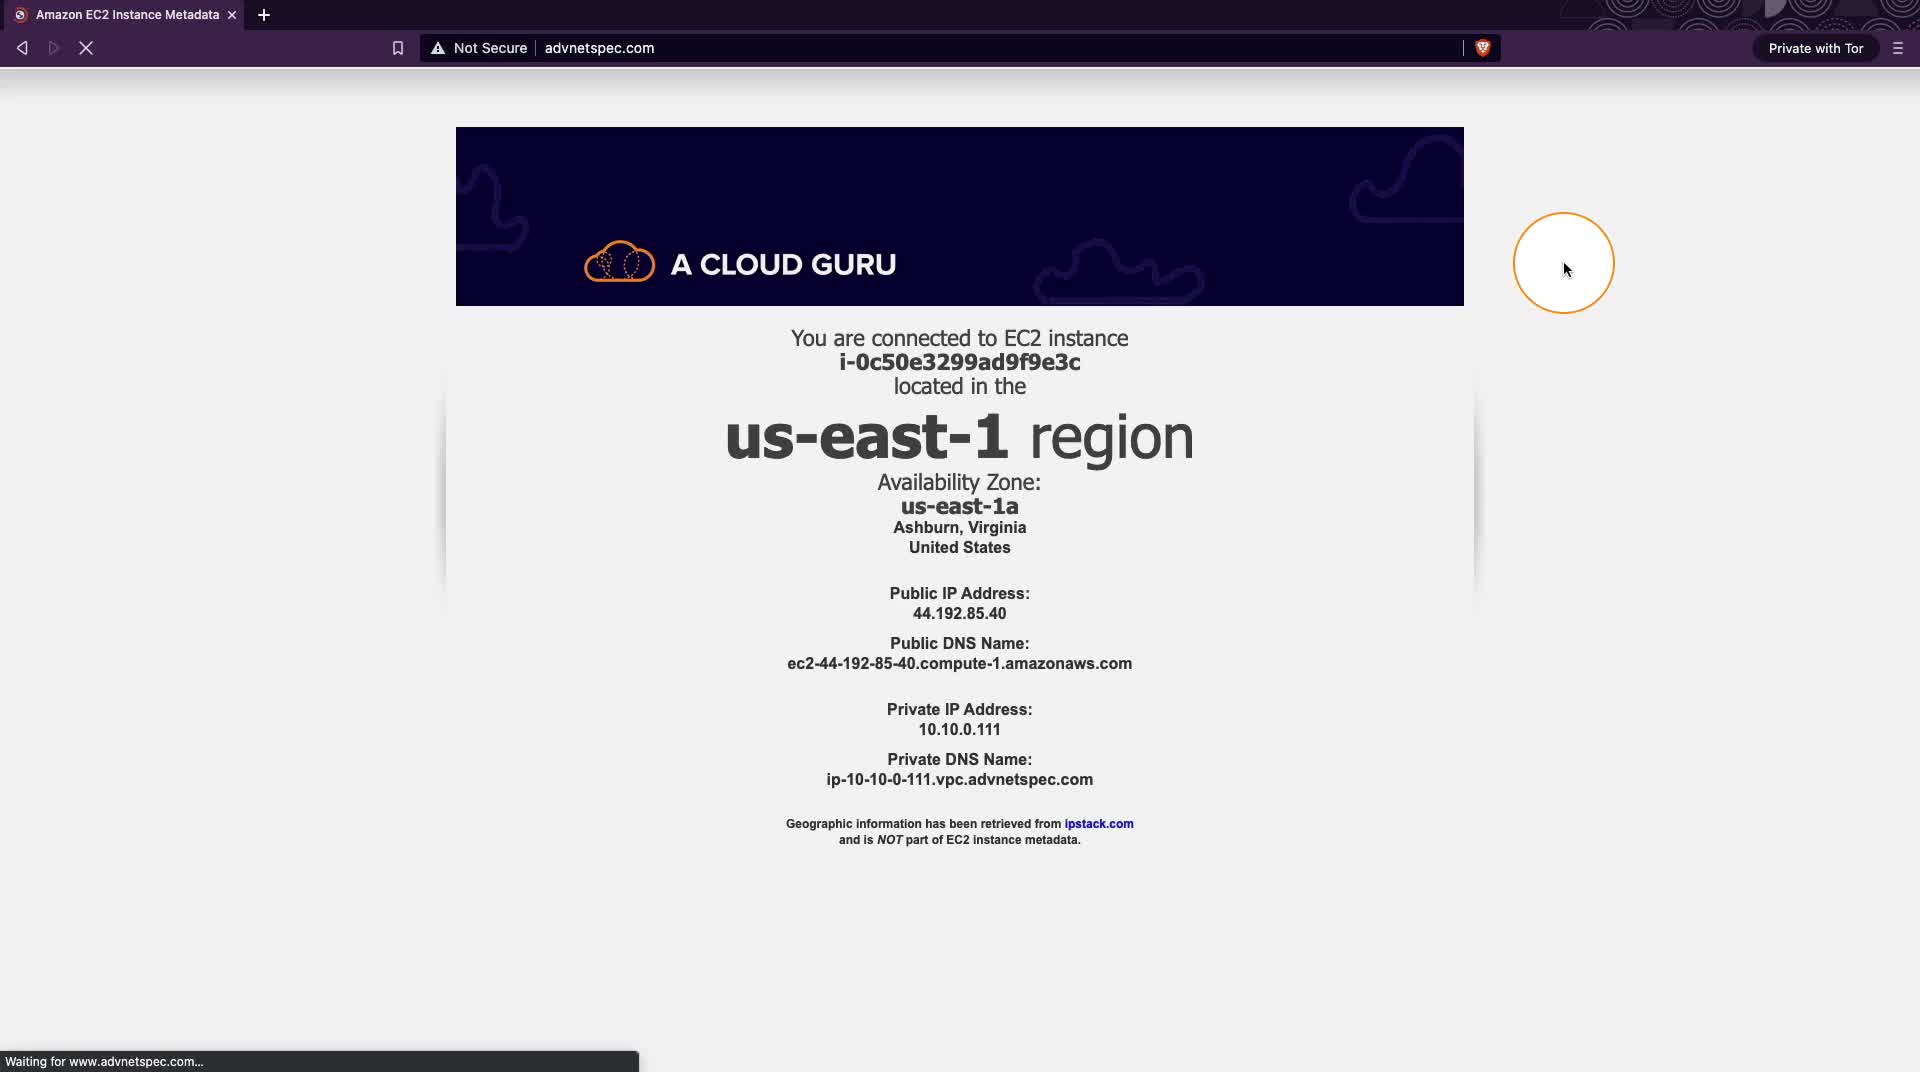 Amazon EC2 Instance Metadata
Not Secure
advnetspec.com
Private with Tor
A CLOUD GURU
You are connected to EC2 instance
i-0c50e3299ad9f9e3c
located in the
us-east-1 region
Availability Zone:
us-east-1a
Ashburn, Virginia
United States
Public IP Address:
44.192.85.40
Public DNS Name:
ec2-44-192-85-40.compute-1.amazonaws.com
Private IP Address:
10.10.0.111
Private DNS Name:
ip-10-10-0-111.vpc.advnetspec.com
Geographic information has been retrieved from ipstack.com
and is NOT part of EC2 instance metadata.
Waiting for www.advnetspec.com...